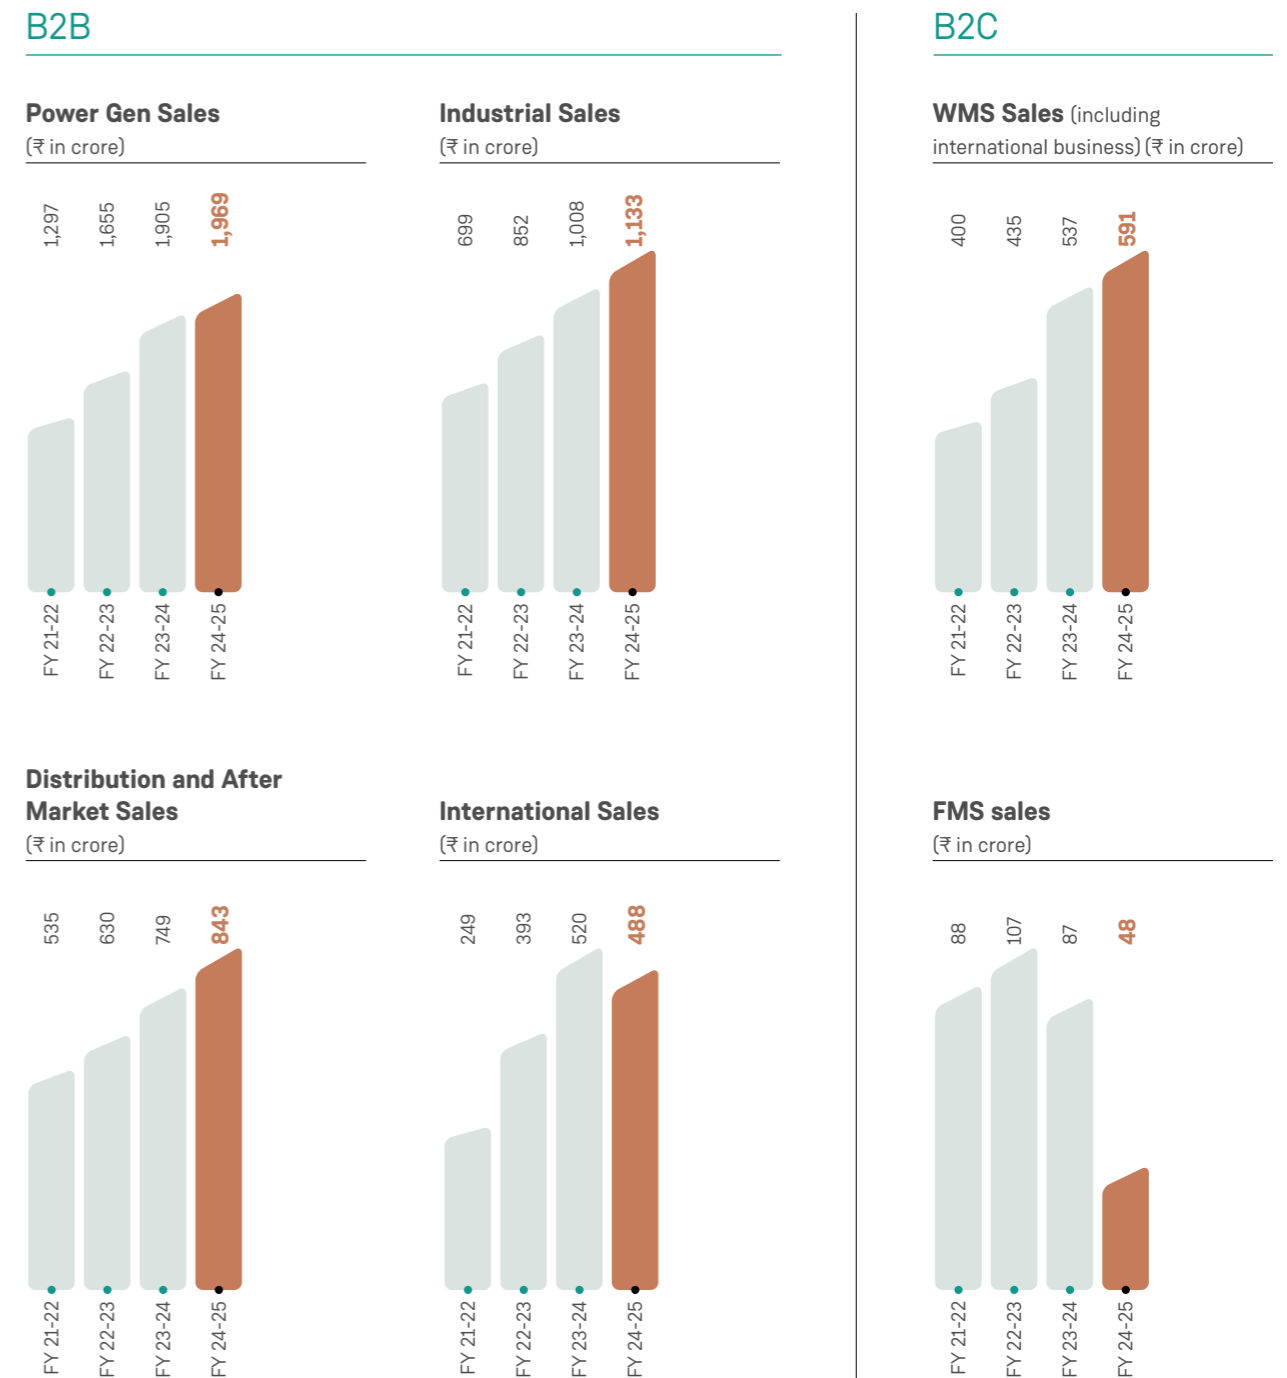 B2B
Power Gen Sales
(₹ in crore)
1,297
1,655
1,905
1,969
FY 21-22
FY 22-23
FY 23-24
FY 24-25
Industrial Sales
(₹ in crore)
699
852
1,008
1,133
FY 21-22
FY 22-23
FY 23-24
FY 24-25
Distribution and After
Market Sales
(₹ in crore)
535
630
749
843
FY 21-22
FY 22-23
FY 23-24
FY 24-25
International Sales
(₹ in crore)
249
393
520
488
FY 21-22
FY 22-23
FY 23-24
FY 24-25
B2C
WMS Sales (including
international business) (₹ in crore)
400
435
537
591
FY 21-22
FY 22-23
FY 23-24
FY 24-25
FMS sales
(₹ in crore)
88
107
87
48
FY 21-22
FY 22-23
FY 23-24
FY 24-25